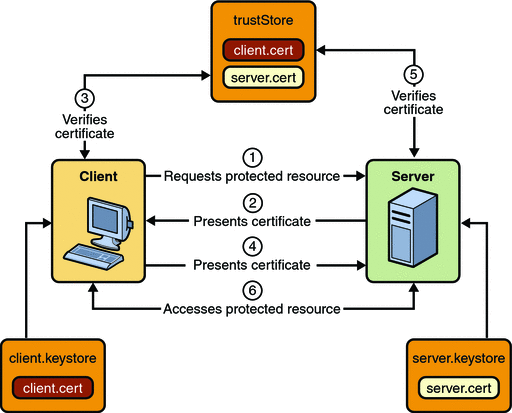 trustStore
client.cert
server.cert
3
Verifies
certificate
5
Verifies
certificate
Client
1
Requests protected resource
Server
2
Presents certificate
4
Presents certificate
6
Accesses protected resource
client.keystore
client.cert
server.keystore
server.cert